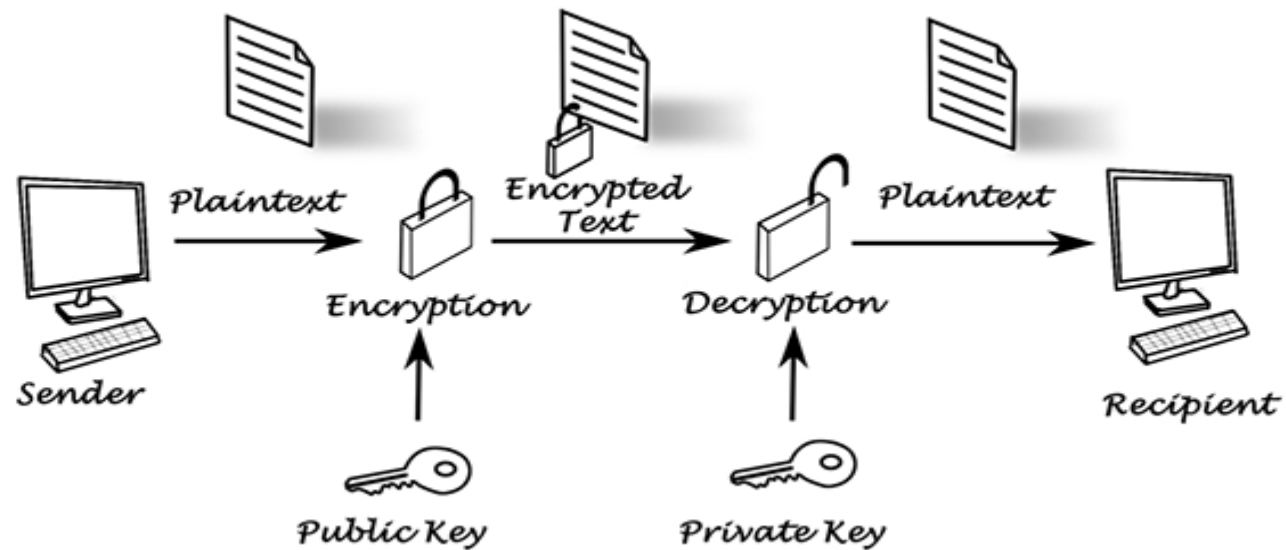 Plaintext
Encrypted
Text
Plaintext
Encryption
Decryption
Sender
Recipient
Public Key
Private Key